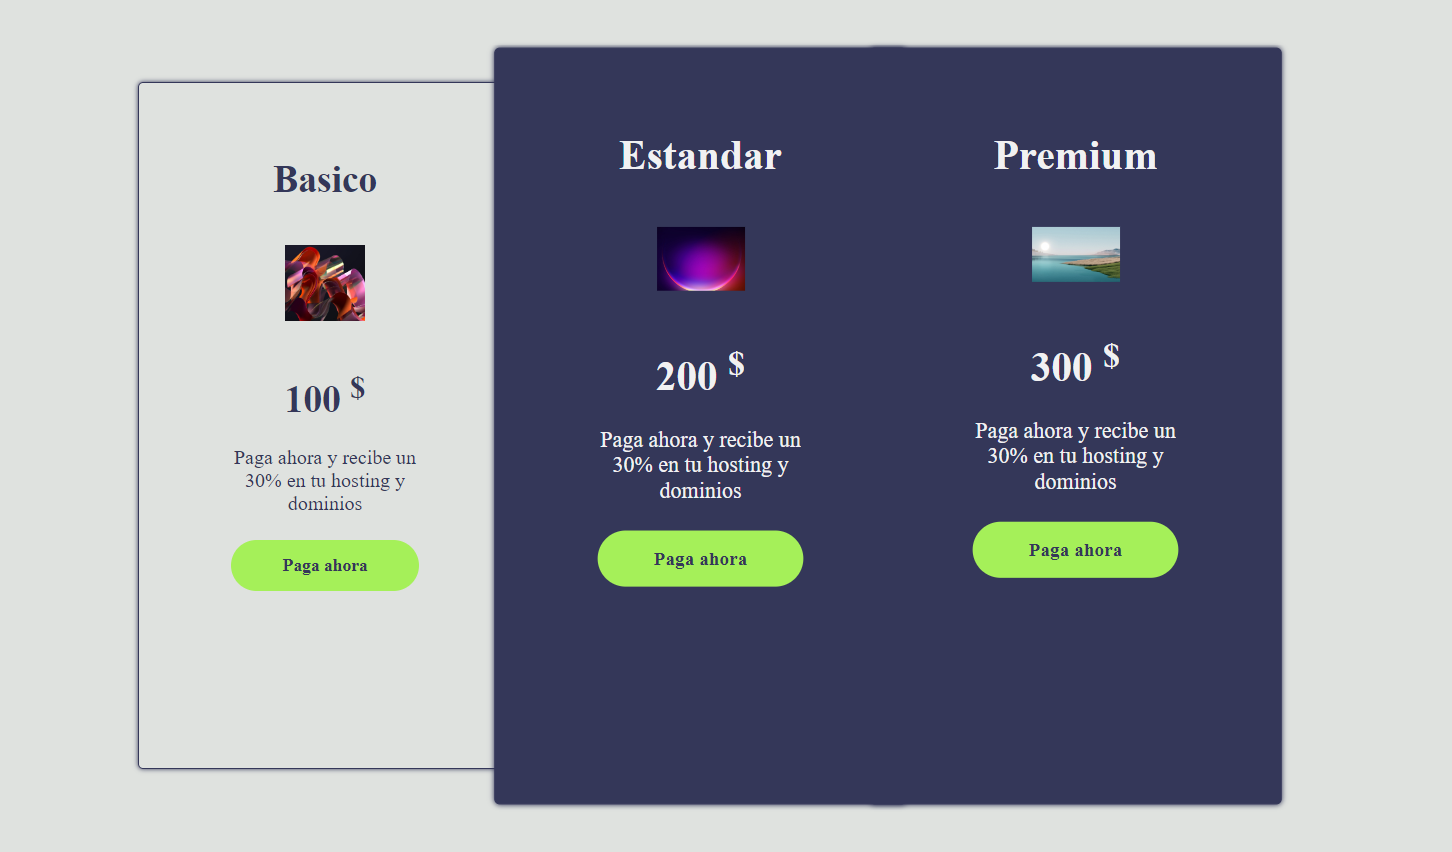 Basico
100 $
Paga ahora y recibe un
30% en tu hosting y
dominios
Paga ahora
Estandar
200 $
Paga ahora y recibe un
30% en tu hosting y
dominios
Paga ahora
Premium
300 $
Paga ahora y recibe un
30% en tu hosting y
dominios
Paga ahora